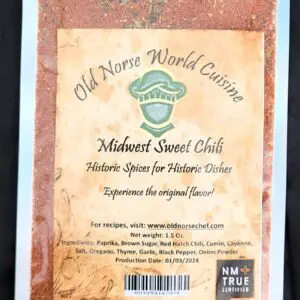 Old Norse World Cuisine
Midwest Sweet Chili
Historic Spices for Historic Dishes
Experience the original flavor!
For recipes, visit: www.oldnorsechef.com
Net weight: 1.5 Oz.
Ingredients: Paprika, Brown Sugar, Red Hatch Chili, Cumin, Cayenne,
Salt, Oregano, Thyme, Garlic, Black Pepper, Onion Powder
Production Date: 01/03/2024
NM+
TRUE
CERTIFIED